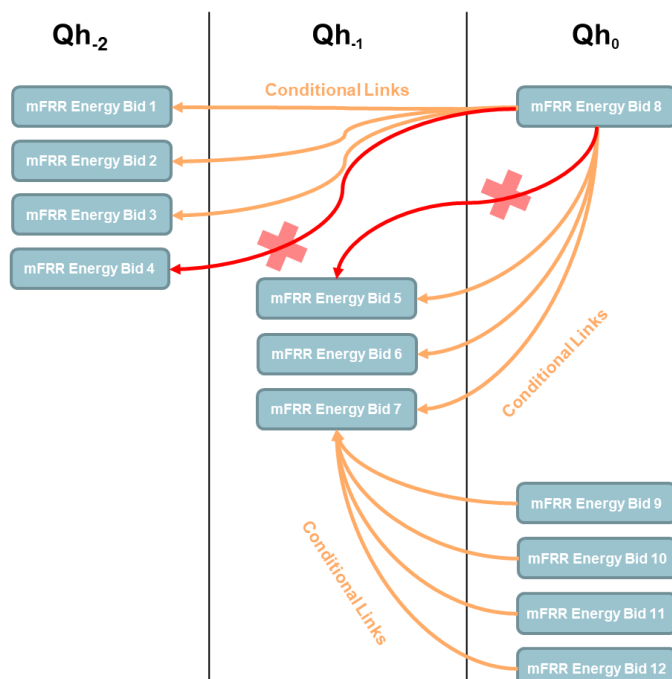 Qh-2
Qh-1
Qh0
Conditional Links
mFRR Energy Bid 1
mFRR Energy Bid 8
mFRR Energy Bid 2
mFRR Energy Bid 3
mFRR Energy Bid 4
mFRR Energy Bid 5
mFRR Energy Bid 6
mFRR Energy Bid 7
Conditional Links
mFRR Energy Bid 9
mFRR Energy Bid 10
Conditional Links
mFRR Energy Bid 11
mFRR Energy Bid 12